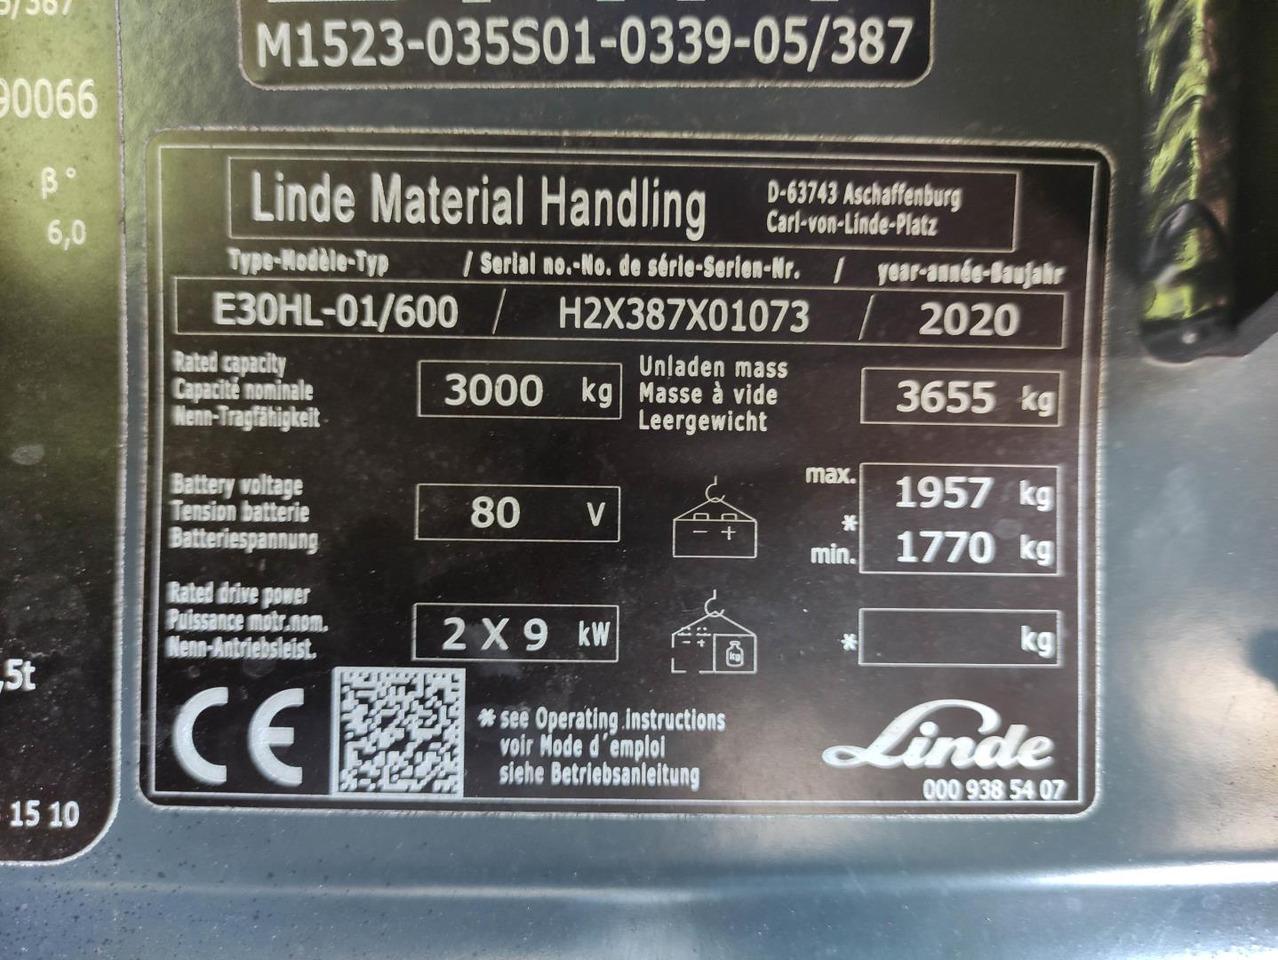 5/387
90066
β°
6,0
,5t
15 10
M1523-035S01-0339-05/387
Linde Material Handling
D-63743 Aschaffenburg
Carl-von-Linde-Platz
Type-Modèle-Typ / Serial no.-No. de série-Serien-Nr. / year-année-Baujahr
E30HL-01/600 / H2X387X01073 / 2020
Rated capacity
Capacité nominale
Nenn-Tragfähigkeit
3000 kg
Unladen mass
Masse à vide
Leergewicht
3655 kg
Battery voltage
Tension batterie
Batteriespannung
80 V
- +
max.
*
min.
1957 kg
1770 kg
Rated drive power
Puissance motr.nom.
Nenn-Antriebsleist.
2 X 9 kW
- +
kg
* kg
CE
* see Operating instructions
voir Mode d'emploi
siehe Betriebsanleitung
Linde
000 938 54 07